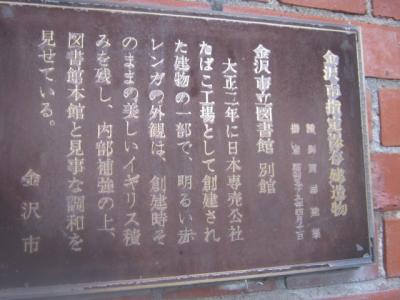 金沢市指定保存建造物
金沢市立図書館 別館
大正二年に日本専売公社
たばこ工場として創建され
た建物の一部で、明るい赤
レンガの外観は、創建時そ
のままの美しいイギリス積
みを残し、内部補強の上、
図書館本館と見事な調和を
見せている。
金沢市